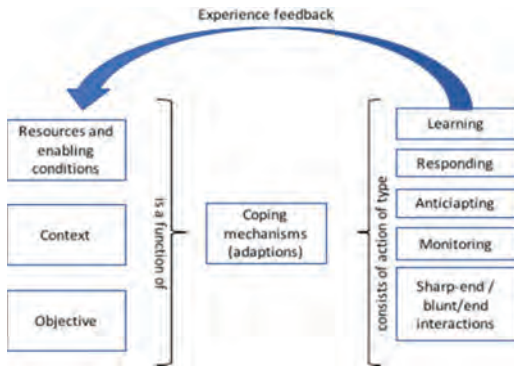 Experience feedback
Resources and
enabling
conditions
Context
Objective
is a function of
Coping
mechanisms
(adaptions)
consists of action of type
Learning
Responding
Anticiapting
Monitoring
Sharp-end /
blunt/end
interactions